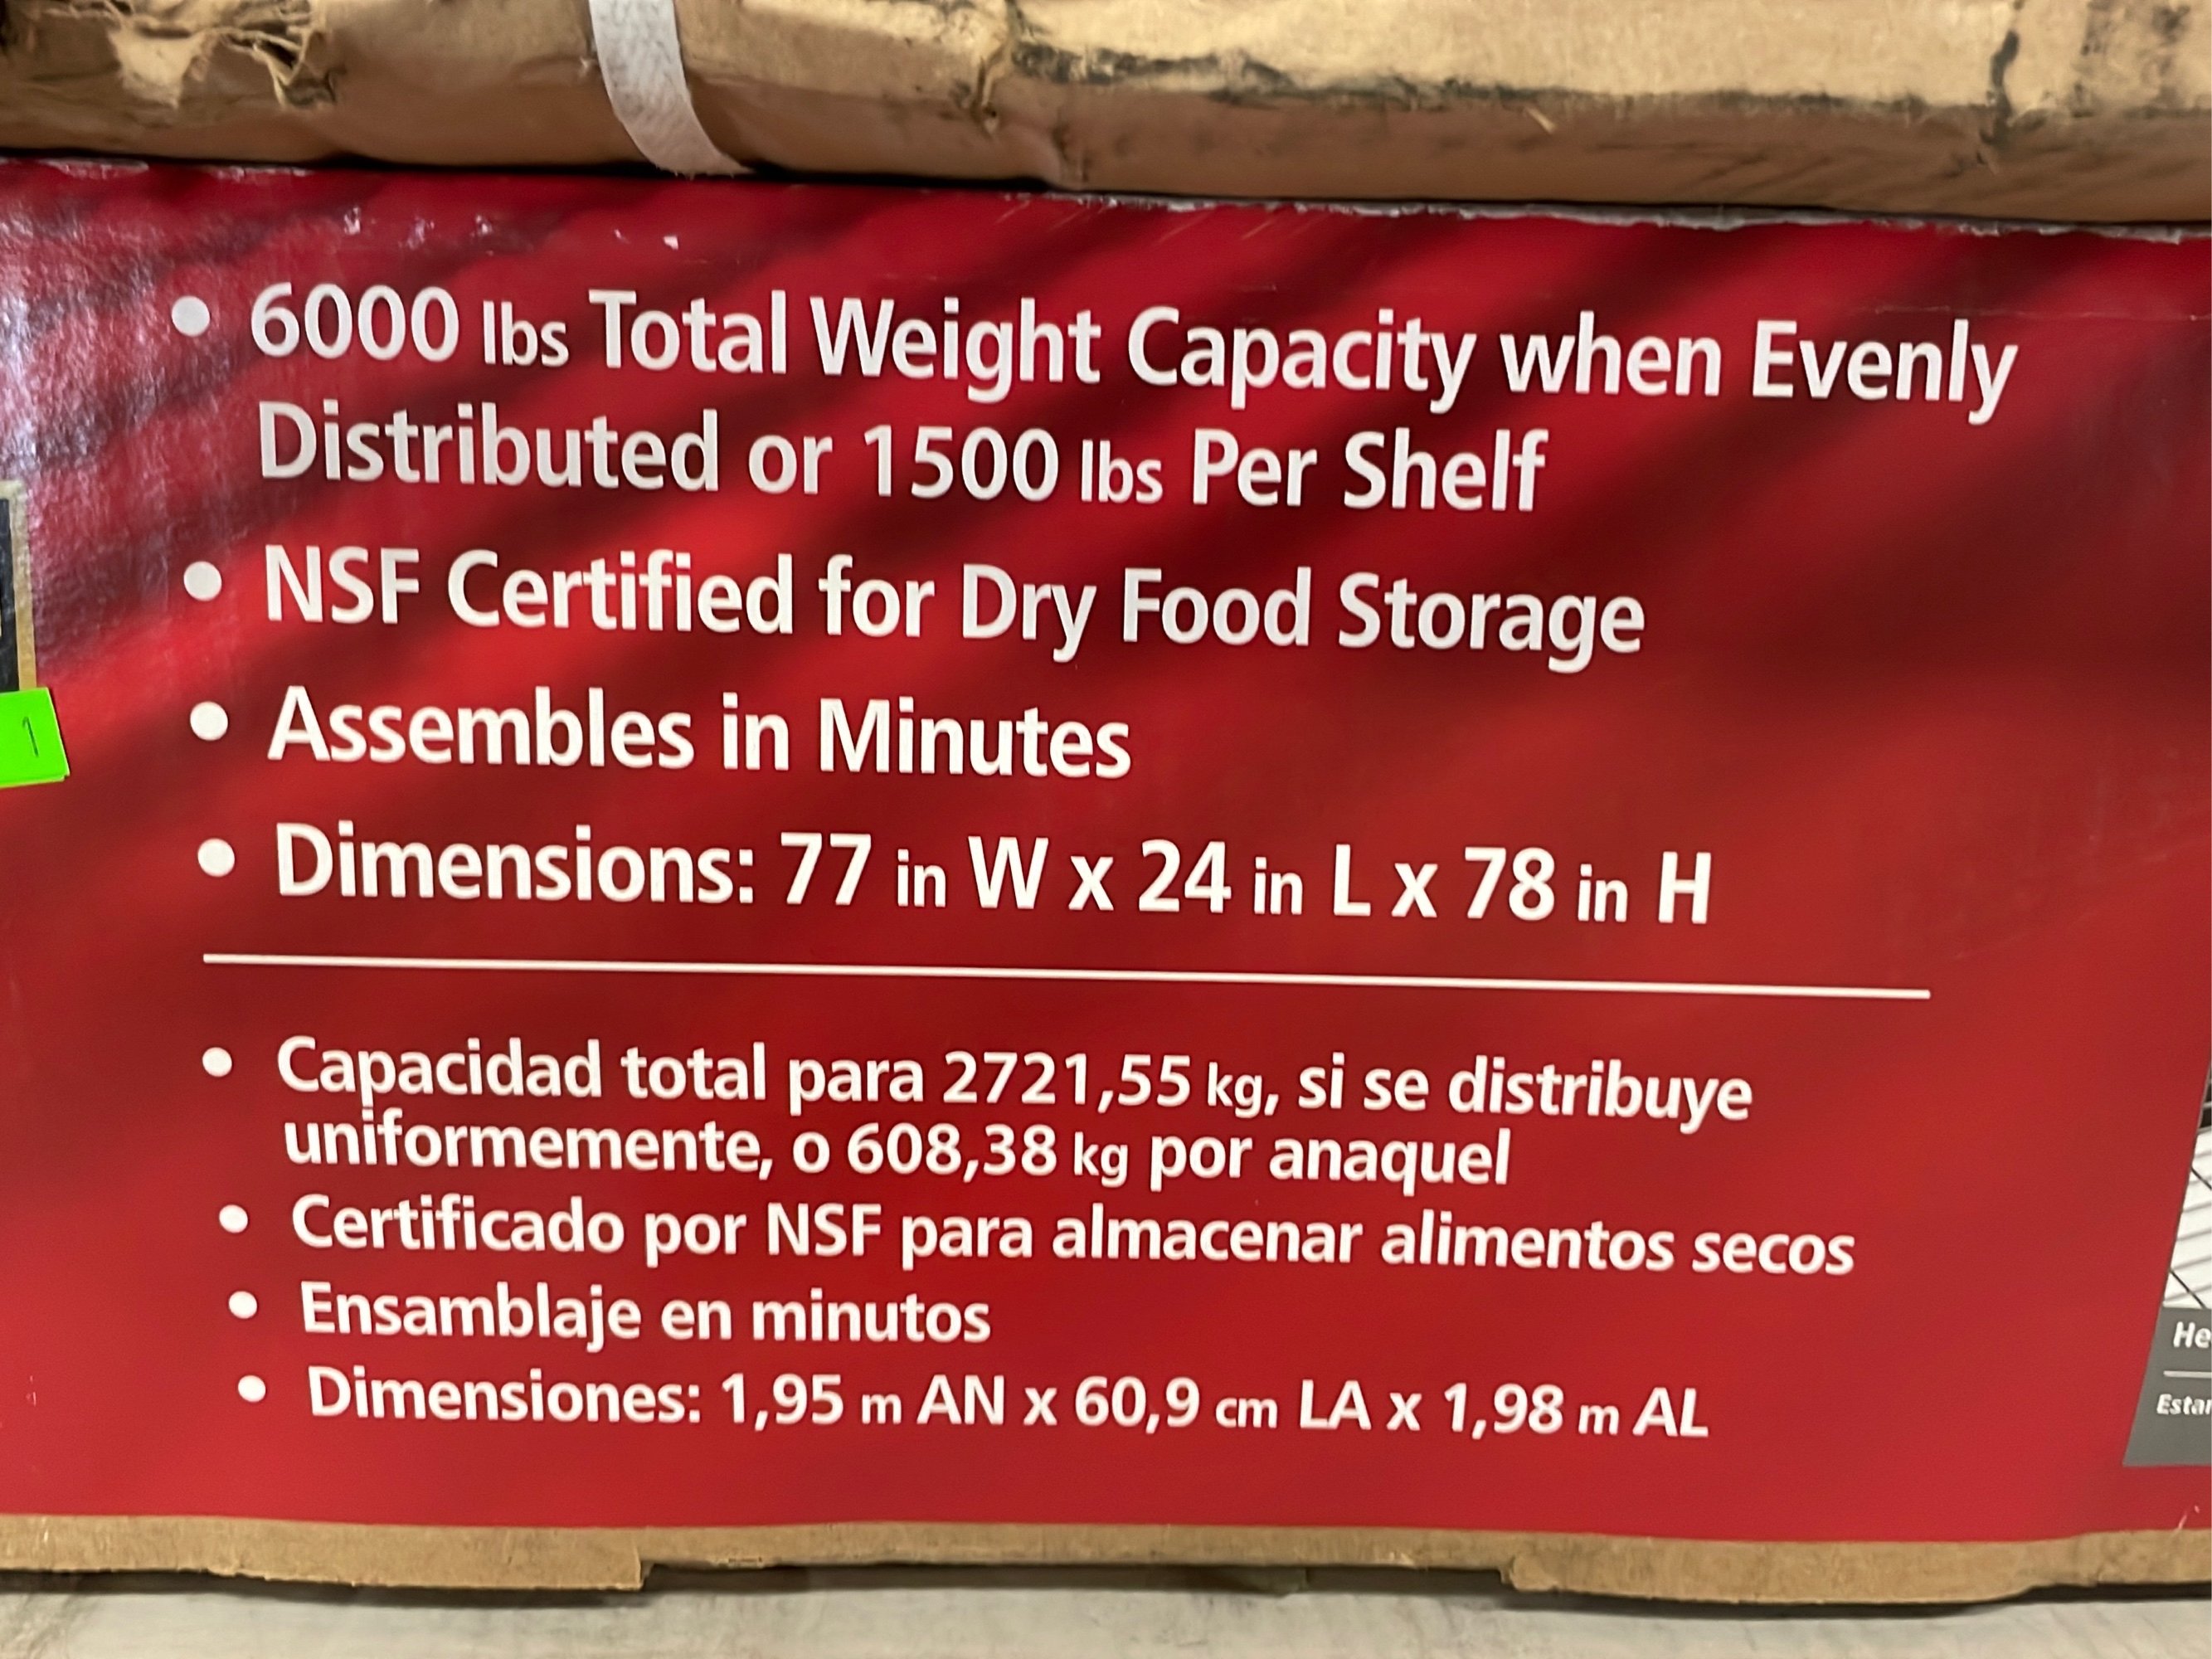 • 6000 lbs Total Weight Capacity when Evenly
Distributed or 1500 lbs Per Shelf
• NSF Certified for Dry Food Storage
• Assembles in Minutes
• Dimensions: 77 in W x 24 in L x 78 in H
• Capacidad total para 2721,55 kg, si se distribuye
uniformemente, o 608,38 kg por anaquel
• Certificado por NSF para almacenar alimentos secos
• Ensamblaje en minutos
• Dimensiones: 1,95 m AN x 60,9 cm LA x 1,98 m AL
1